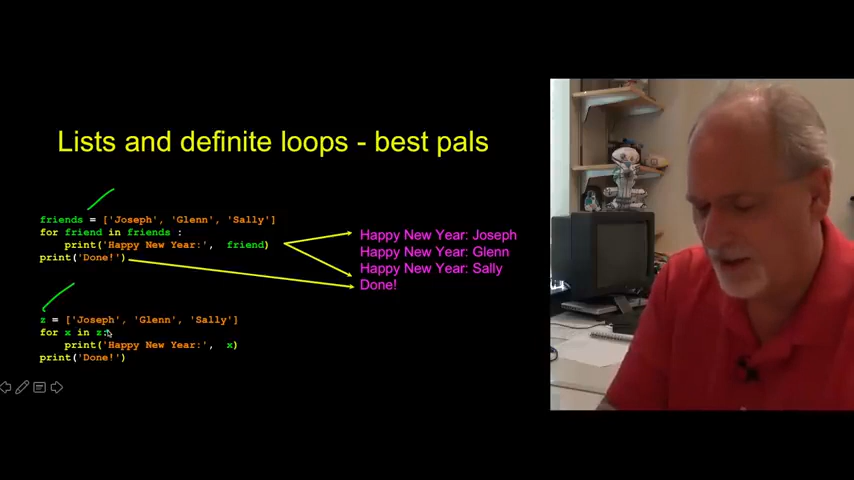 Lists and definite loops - best pals
friends = ['Joseph', 'Glenn', 'Sally']
for friend in friends :
print('Happy New Year:', friend)
print('Done!')
Happy New Year: Joseph
Happy New Year: Glenn
Happy New Year: Sally
Done!
z = ['Joseph', 'Glenn', 'Sally']
for x in z:
print('Happy New Year:', x)
print('Done!')